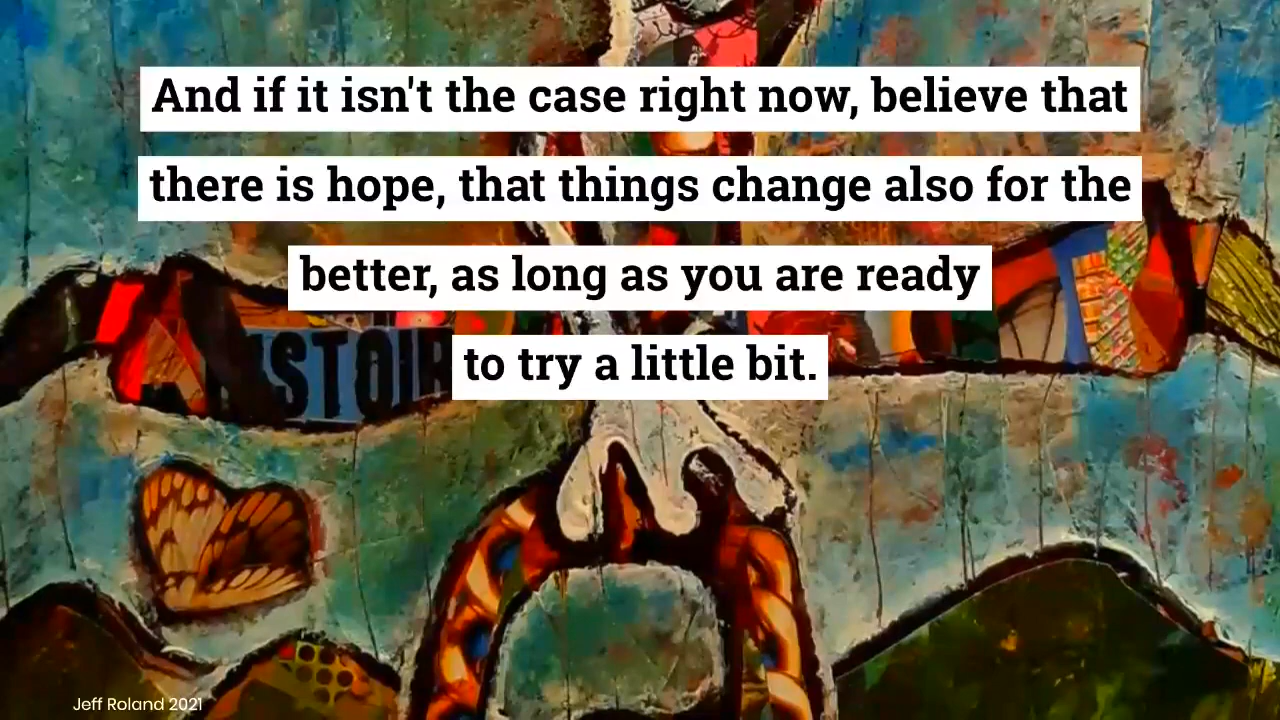 And if it isn't the case right now, believe that
there is hope, that things change also for the
better, as long as you are ready
to try a little bit.
Jeff Roland 2021